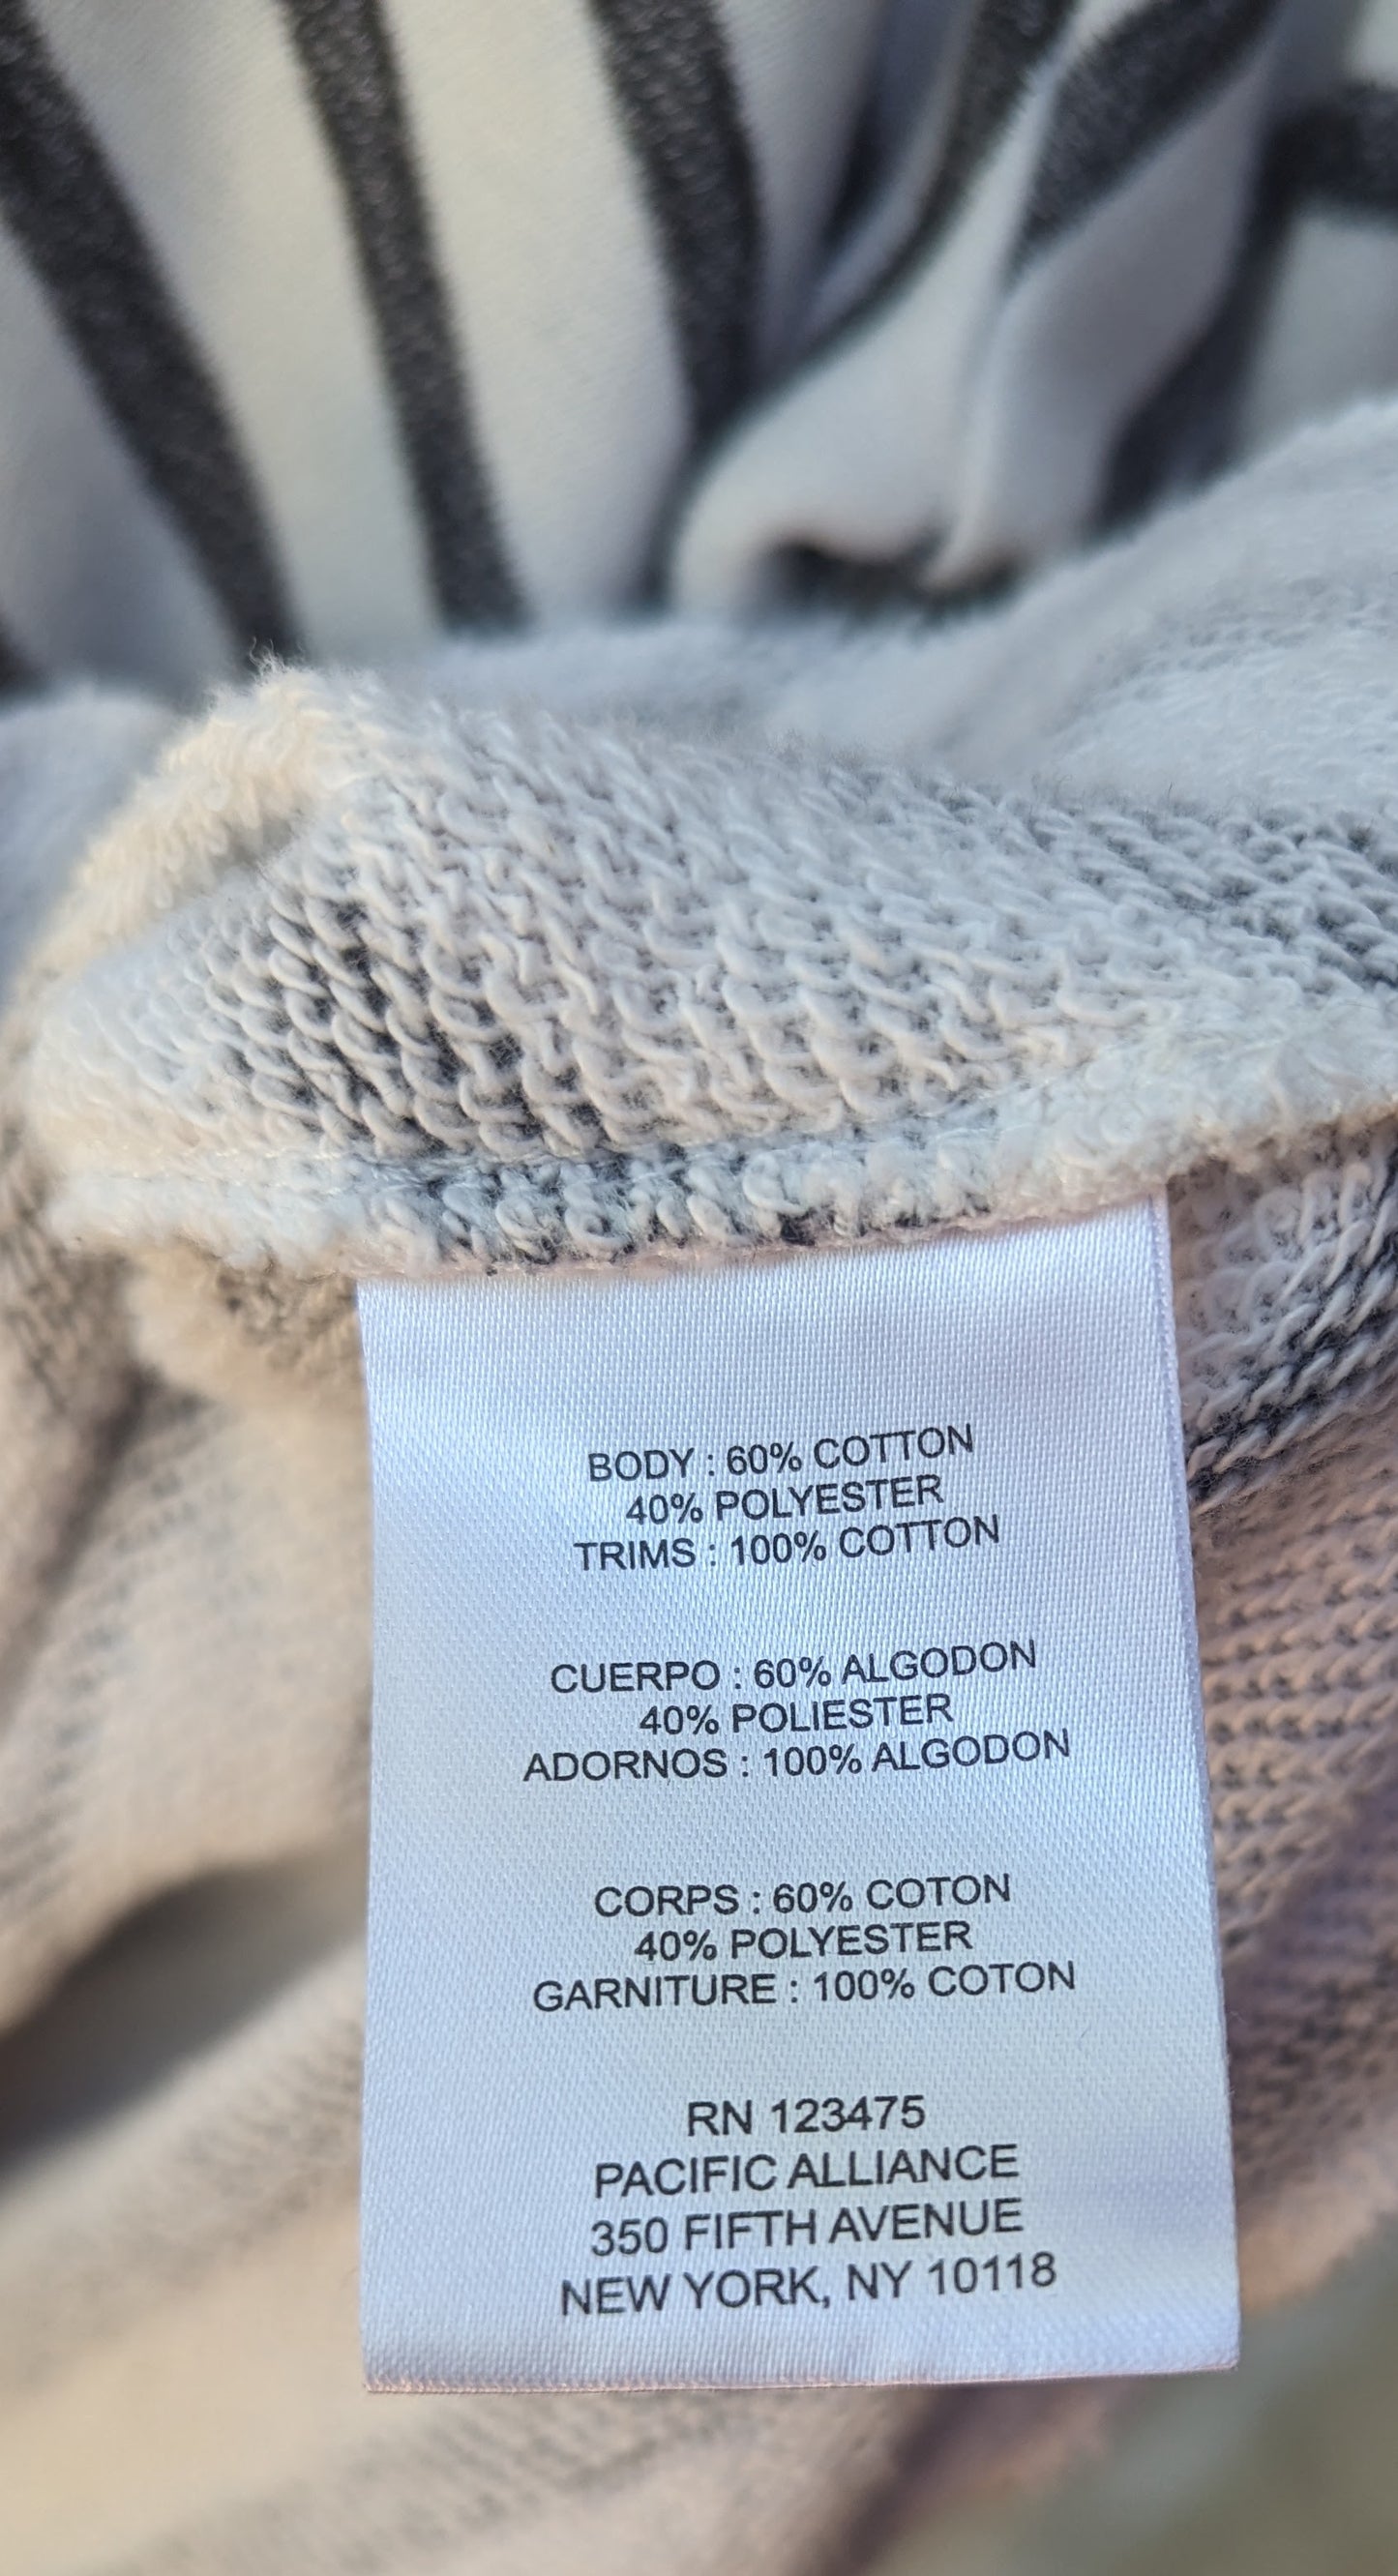 BODY : 60% COTTON
40% POLYESTER
TRIMS : 100% COTTON
CUERPO : 60% ALGODON
40% POLIESTER
ADORNOS : 100% ALGODON
CORPS : 60% COTON
40% POLYESTER
GARNITURE : 100% COTON
RN 123475
PACIFIC ALLIANCE
350 FIFTH AVENUE
NEW YORK, NY 10118